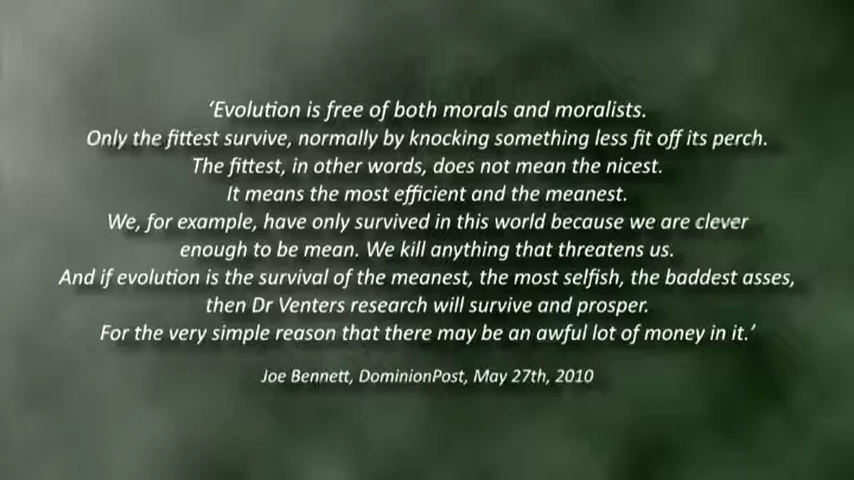 ‘Evolution is free of both morals and moralists.
Only the fittest survive, normally by knocking something less fit off its perch.
The fittest, in other words, does not mean the nicest.
It means the most efficient and the meanest.
We, for example, have only survived in this world because we are clever
enough to be mean. We kill anything that threatens us.
And if evolution is the survival of the meanest, the most selfish, the baddest asses,
then Dr Venters research will survive and prosper.
For the very simple reason that there may be an awful lot of money in it.’
Joe Bennett, DominionPost, May 27th, 2010